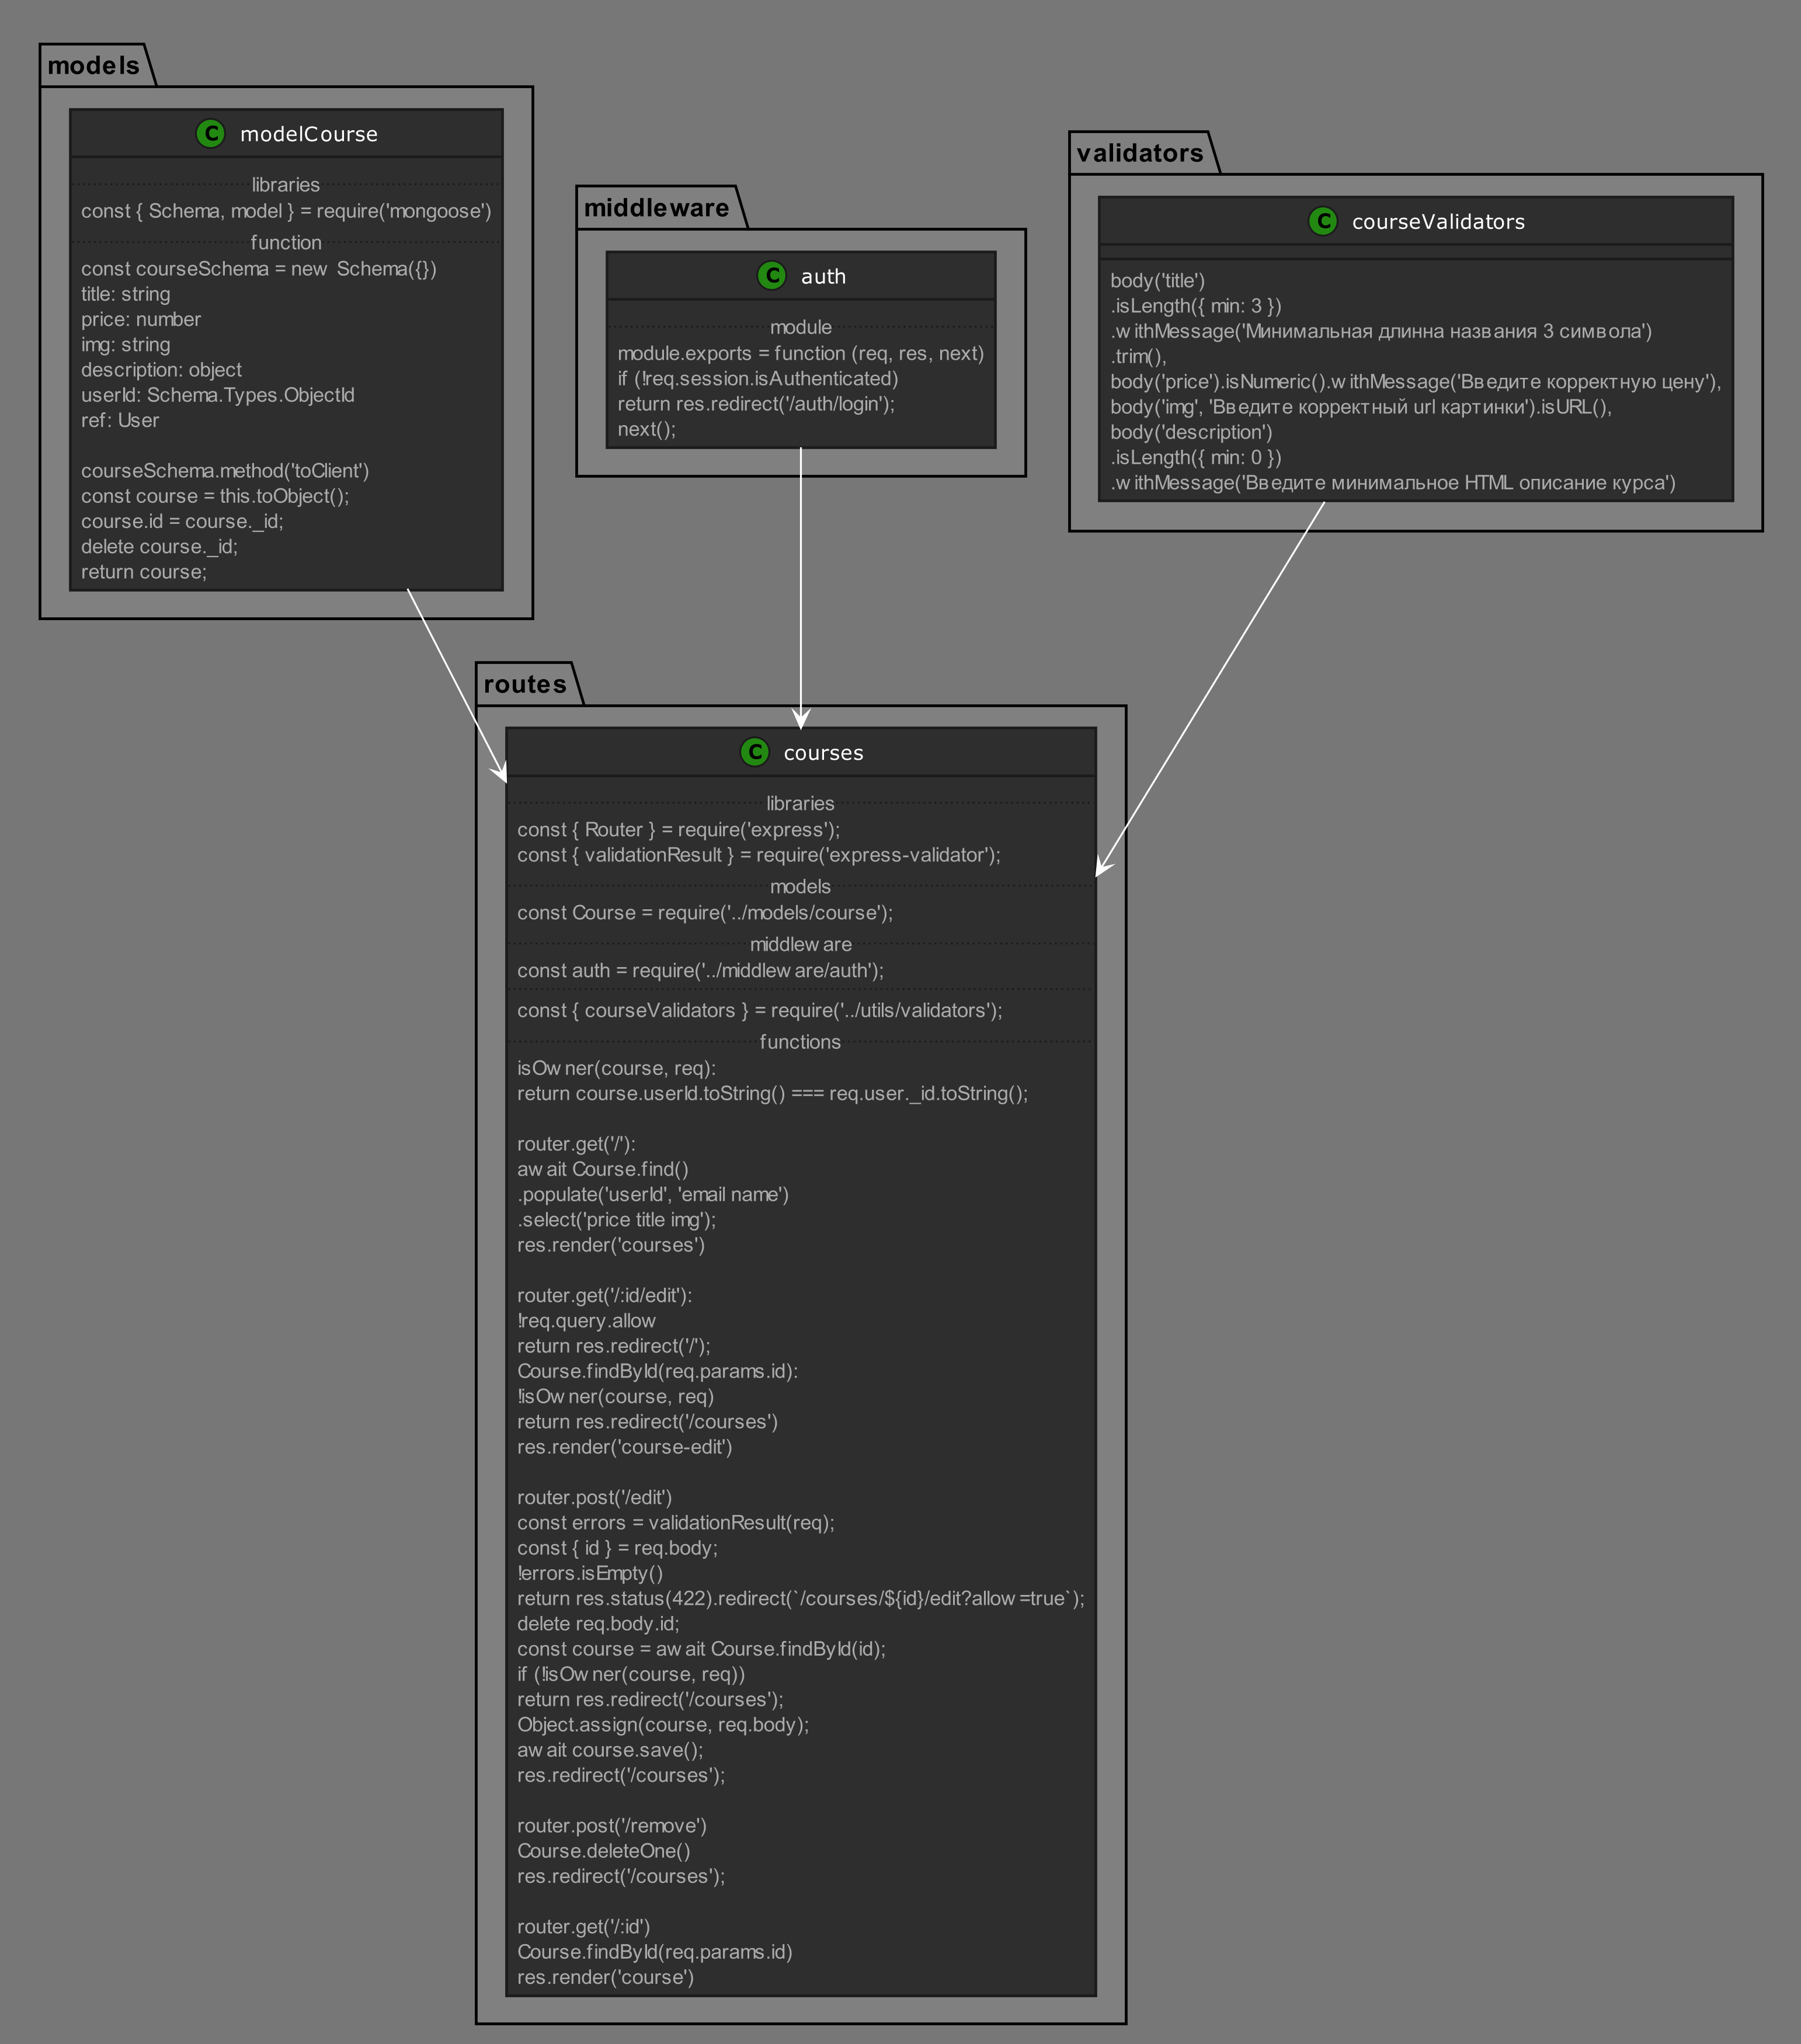 models
C modelCourse
libraries
const { Schema, model } = require('mongoose')
function
const courseSchema = new Schema({})
title: string
price: number
img: string
description: object
userId: Schema.Types.ObjectId
ref: User
courseSchema.method('toClient')
const course = this.toObject();
course.id = course._id;
delete course._id;
return course;
middleware
C auth
module
module.exports = function (req, res, next)
if (!req.session.isAuthenticated)
return res.redirect('/auth/login');
next();
validators
C courseValidators
body('title')
.isLength({ min: 3 })
.withMessage('Минимальная длинна названия 3 символа')
.trim(),
body('price').isNumeric().withMessage('Введите корректную цену'),
body('img', 'Введите корректный url картинки').isURL(),
body('description')
.isLength({ min: 0 })
.withMessage('Введите минимальное HTML описание курса')
routes
C courses
libraries
const { Router } = require('express');
const { validationResult } = require('express-validator');
models
const Course = require('../models/course');
middleware
const auth = require('../middleware/auth');
const { courseValidators } = require('../utils/validators');
functions
isOwner(course, req):
return course.userId.toString() === req.user._id.toString();
router.get('/'):
await Course.find()
.populate('userId', 'email name')
.select('price title img');
res.render('courses')
router.get('/:id/edit'):
!req.query.allow
return res.redirect('/');
Course.findById(req.params.id):
!isOwner(course, req)
return res.redirect('/courses')
res.render('course-edit')
router.post('/edit')
const errors = validationResult(req);
const { id } = req.body;
!errors.isEmpty()
return res.status(422).redirect(`/courses/${id}/edit?allow=true`);
delete req.body.id;
const course = await Course.findById(id);
if (!isOwner(course, req))
return res.redirect('/courses');
Object.assign(course, req.body);
await course.save();
res.redirect('/courses');
router.post('/remove')
Course.deleteOne()
res.redirect('/courses');
router.get('/:id')
Course.findById(req.params.id)
res.render('course')